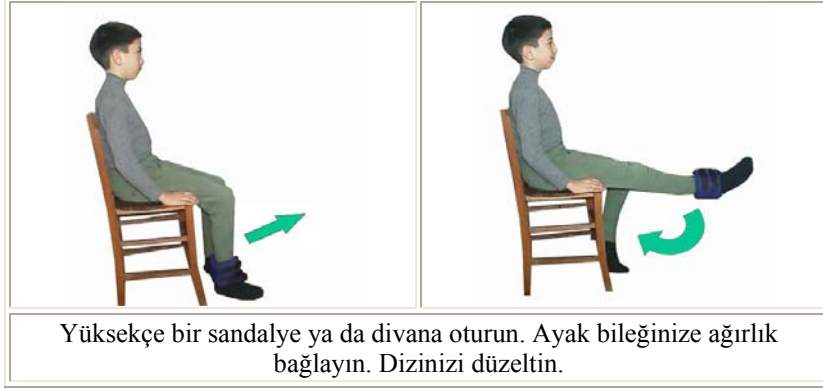 Yüksekçe bir sandalye ya da divana oturun. Ayak bileğinize ağırlık
bağlayın. Dizinizi düzeltin.